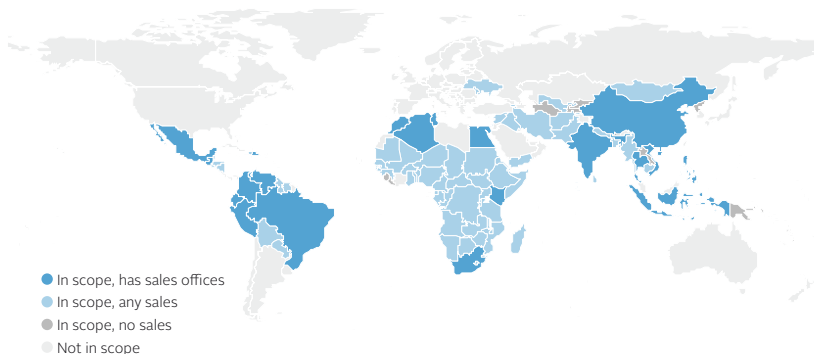 In scope, has sales offices
In scope, any sales
In scope, no sales
Not in scope